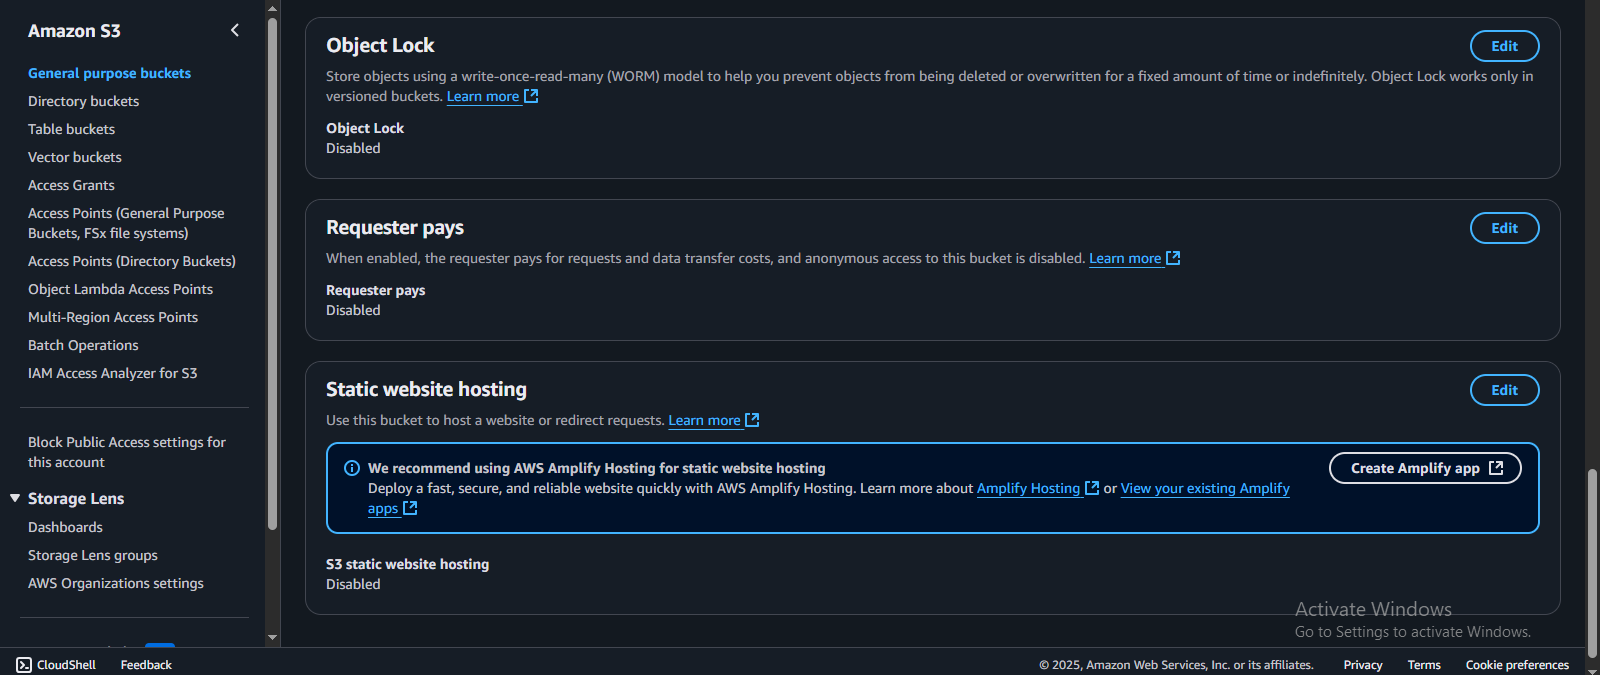 Amazon S3
General purpose buckets
Directory buckets
Table buckets
Vector buckets
Access Grants
Access Points (General Purpose
Buckets, FSx file systems)
Access Points (Directory Buckets)
Object Lambda Access Points
Multi-Region Access Points
Batch Operations
IAM Access Analyzer for S3
Block Public Access settings for
this account
Storage Lens
Dashboards
Storage Lens groups
AWS Organizations settings
Object Lock
Edit
Store objects using a write-once-read-many (WORM) model to help you prevent objects from being deleted or overwritten for a fixed amount of time or indefinitely. Object Lock works only in
versioned buckets. Learn more
Object Lock
Disabled
Requester pays
Edit
When enabled, the requester pays for requests and data transfer costs, and anonymous access to this bucket is disabled. Learn more
Requester pays
Disabled
Static website hosting
Edit
Use this bucket to host a website or redirect requests. Learn more
We recommend using AWS Amplify Hosting for static website hosting
Deploy a fast, secure, and reliable website quickly with AWS Amplify Hosting. Learn more about Amplify Hosting or View your existing Amplify
apps
Create Amplify app
S3 static website hosting
Disabled
Activate Windows
Go to Settings to activate Windows.
CloudShell
Feedback
© 2025, Amazon Web Services, Inc. or its affiliates.
Privacy
Terms
Cookie preferences